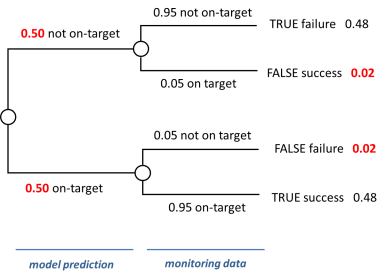 0.95 not on-target
TRUE failure 0.48
0.50 not on-target
FALSE success 0.02
0.05 on target
0.05 not on target
FALSE failure 0.02
0.50 on-target
TRUE success 0.48
0.95 on-target
model prediction
monitoring data